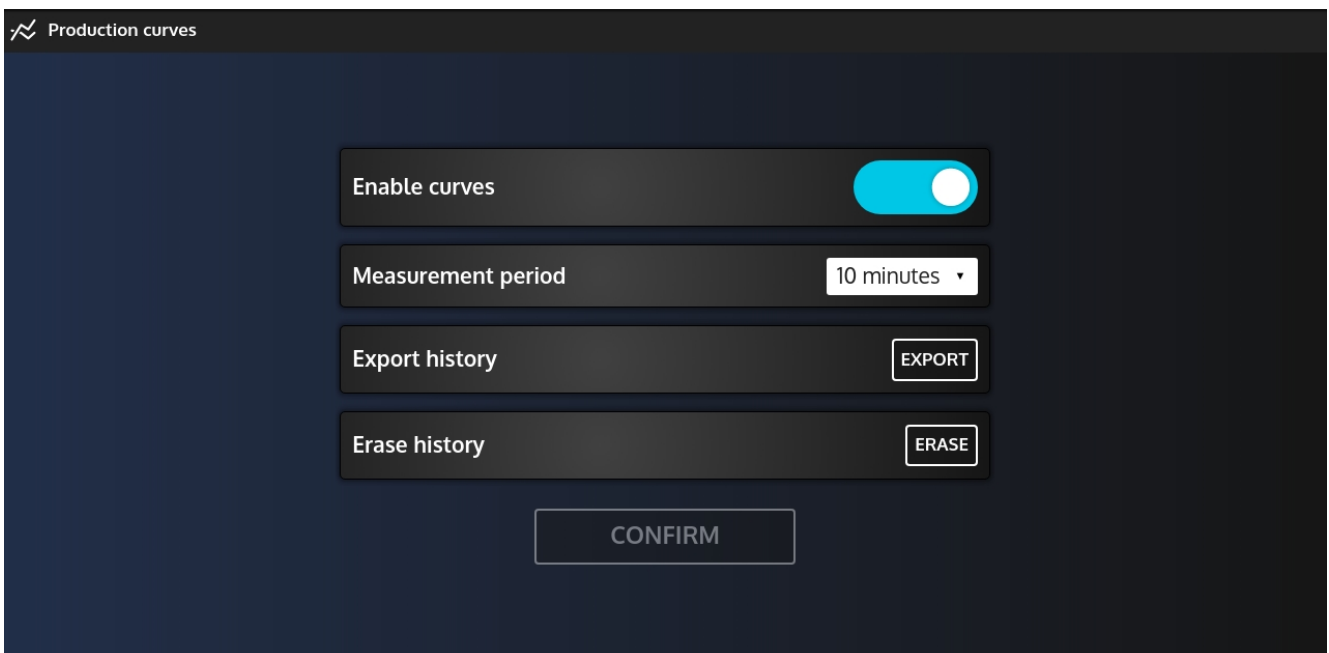 Production curves
Enable curves
Measurement period 10 minutes
Export history EXPORT
Erase history ERASE
CONFIRM